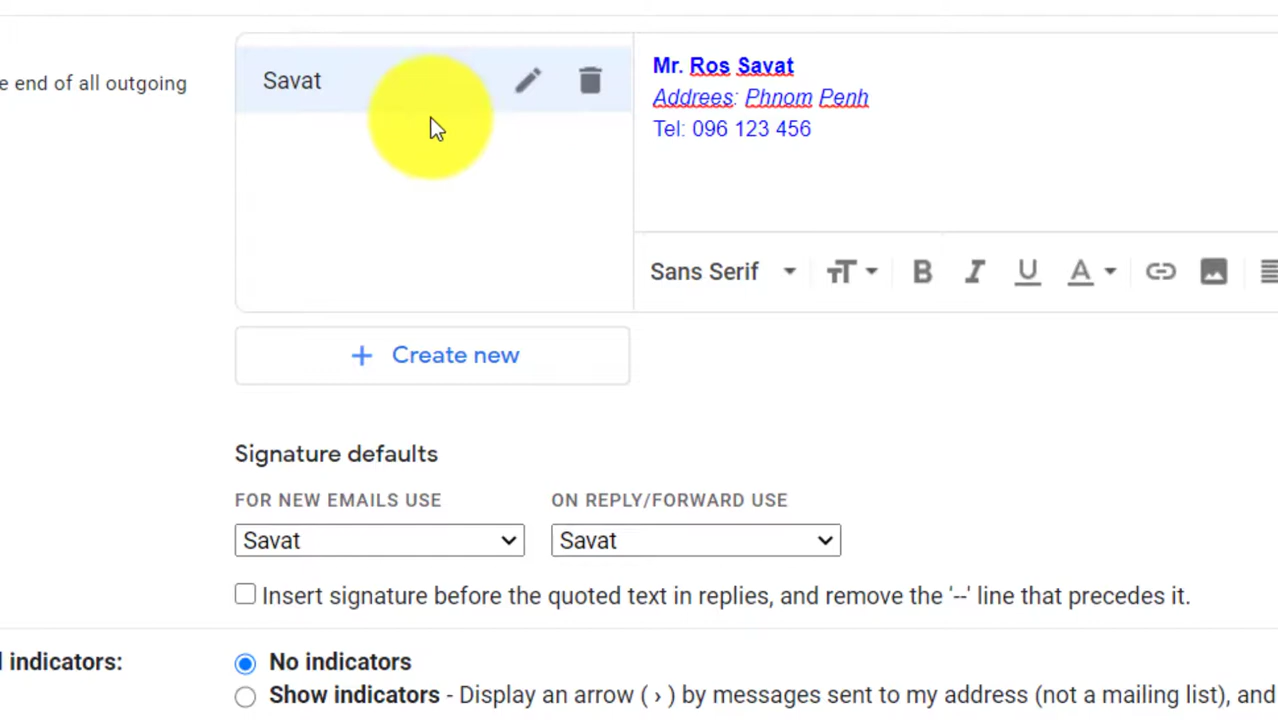 e end of all outgoing
Savat
Mr. Ros Savat
Addrees: Phnom Penh
Tel: 096 123 456
Sans Serif
B I U A
+ Create new
Signature defaults
FOR NEW EMAILS USE
ON REPLY/FORWARD USE
Savat
Savat
Insert signature before the quoted text in replies, and remove the '--' line that precedes it.
l indicators:
No indicators
Show indicators - Display an arrow ( › ) by messages sent to my address (not a mailing list), and